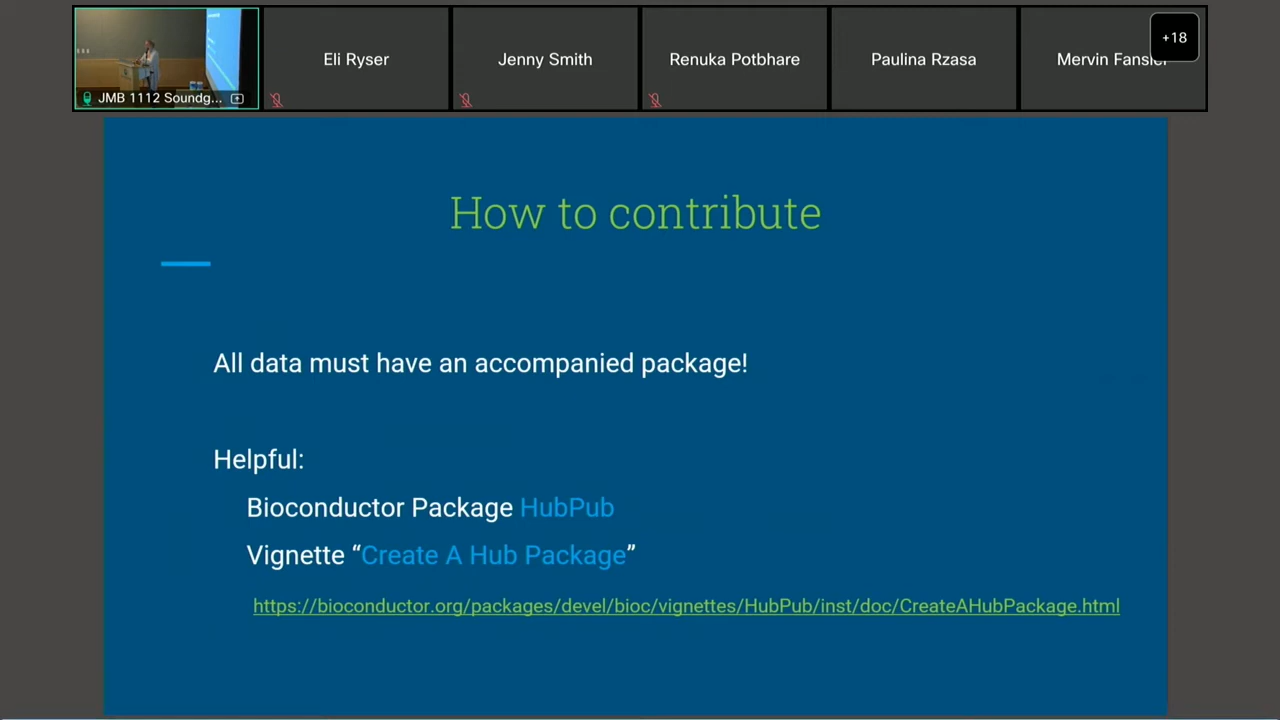 JMB 1112 Soundg...
Eli Ryser
Jenny Smith
Renuka Potbhare
Paulina Rzasa
Mervin Fansler
+18
How to contribute
All data must have an accompanied package!
Helpful:
Bioconductor Package HubPub
Vignette “Create A Hub Package”
https://bioconductor.org/packages/devel/bioc/vignettes/HubPub/inst/doc/CreateAHubPackage.html